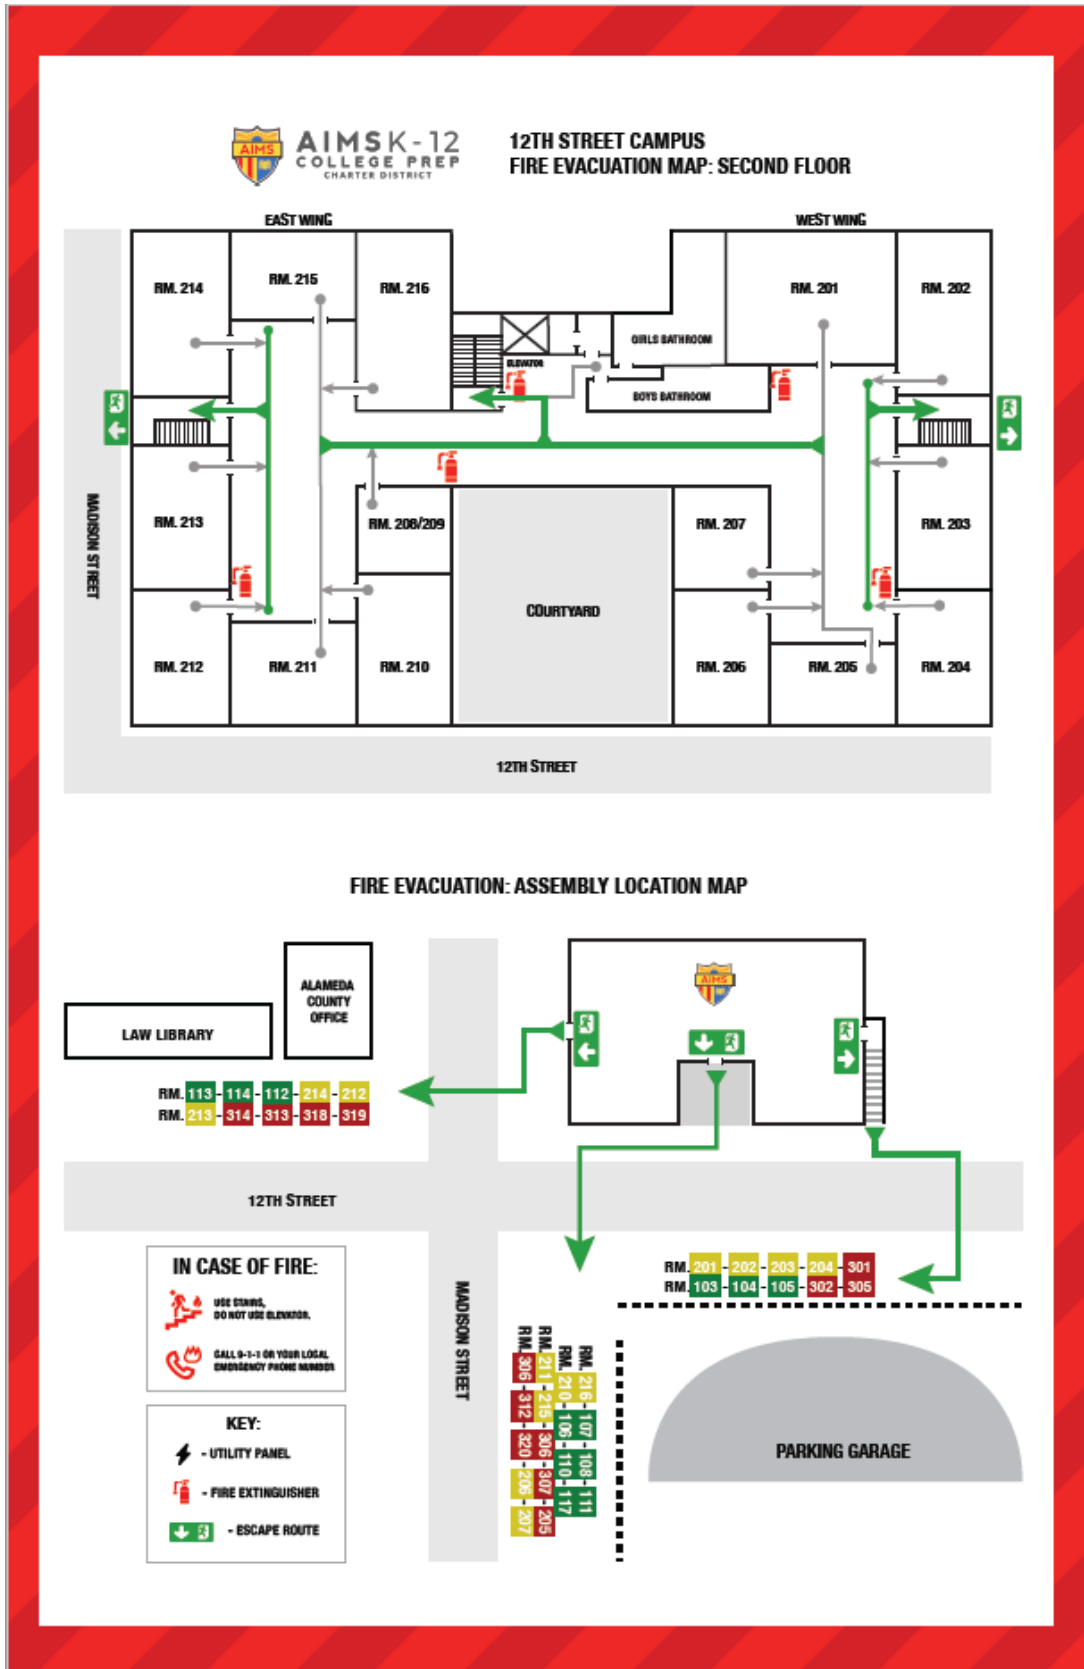 AIMS
AIMS K-12
COLLEGE PREP
CHARTER DISTRICT
12TH STREET CAMPUS
FIRE EVACUATION MAP: SECOND FLOOR
EAST WING
WEST WING
RM. 214
RM. 215
RM. 216
RM. 201
RM. 202
GIRLS BATHROOM
ELEVATOR
BOYS BATHROOM
MADISON STREET
RM. 213
RM. 208/209
RM. 207
RM. 203
COURTYARD
RM. 212
RM. 211
RM. 210
RM. 206
RM. 205
RM. 204
12TH STREET
FIRE EVACUATION: ASSEMBLY LOCATION MAP
ALAMEDA
COUNTY
OFFICE
LAW LIBRARY
AIMS
RM. 113 - 114 - 112 - 214 - 212
RM. 213 - 314 - 313 - 318 - 319
12TH STREET
MADISON STREET
RM. 201 - 202 - 203 - 204 - 301
RM. 103 - 104 - 105 - 302 - 305
RM. 216 - 107 - 108 - 111
RM. 210 - 106 - 110 - 117
RM. 211 - 215 - 306 - 307 - 205
RM. 306 - 312 - 320 - 206 - 207
PARKING GARAGE
IN CASE OF FIRE:
USE STAIRS,
DO NOT USE ELEVATOR.
CALL 9-1-1 OR YOUR LOCAL
EMERGENCY PHONE NUMBER
KEY:
- UTILITY PANEL
- FIRE EXTINGUISHER
- ESCAPE ROUTE